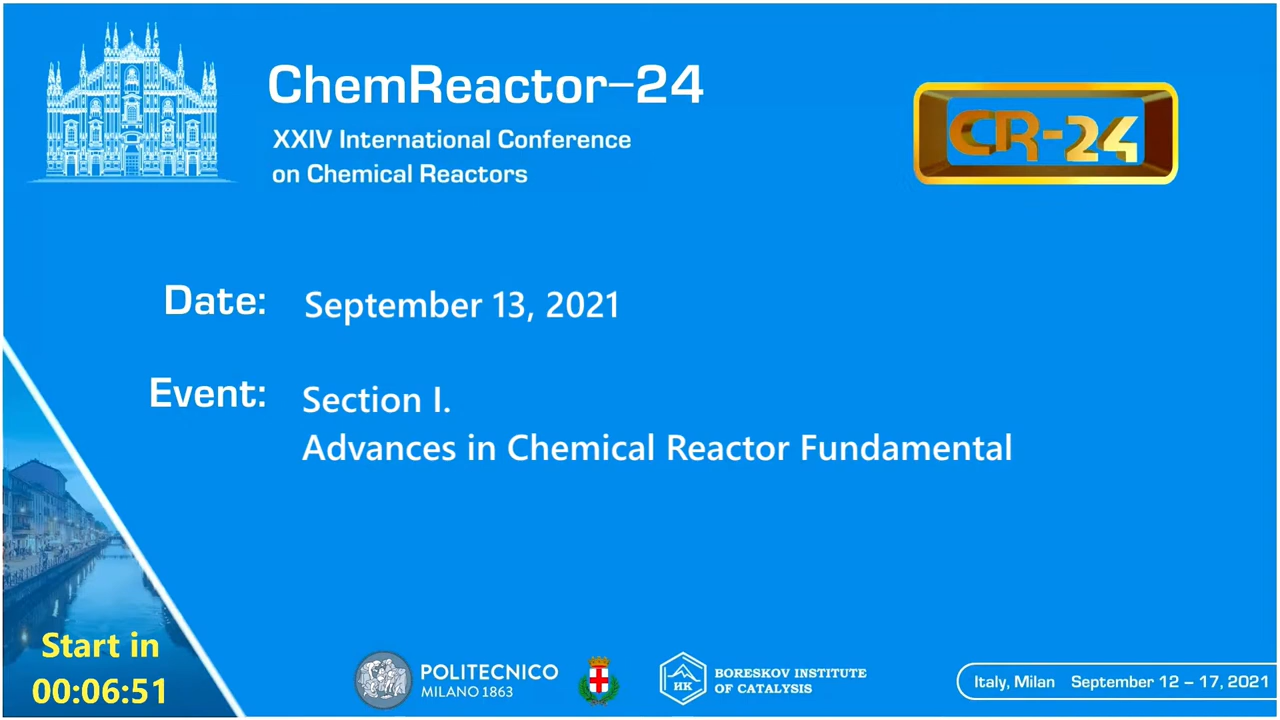 ChemReactor–24
XXIV International Conference
on Chemical Reactors
CR-24
Date: September 13, 2021
Event: Section I.
Advances in Chemical Reactor Fundamental
Start in
00:06:51
POLITECNICO
MILANO 1863
НК
BORESKOV INSTITUTE
OF CATALYSIS
Italy, Milan September 12 – 17, 2021